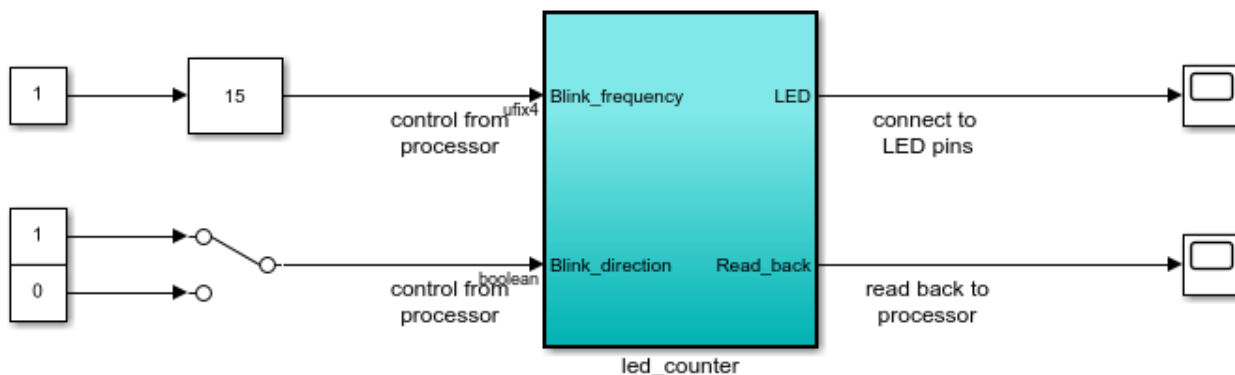 1
15
ufix4
Blink_frequency
LED
control from
processor
connect to
LED pins
1
0
boolean
Blink_direction
Read_back
control from
processor
read back to
processor
led_counter